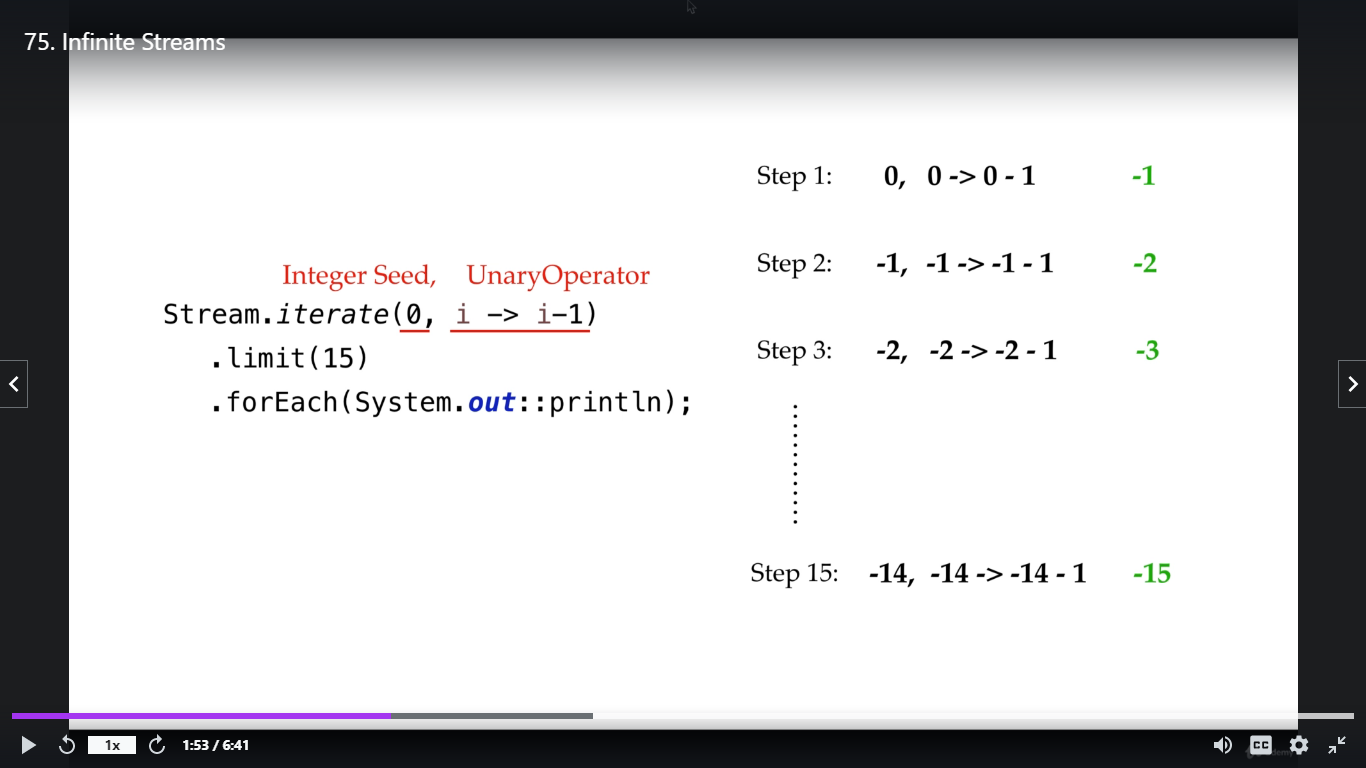 75. Infinite Streams
Integer Seed, UnaryOperator
Stream.iterate(0, i -> i-1)
.limit(15)
.forEach(System.out::println);
Step 1: 0, 0 -> 0 - 1 -1
Step 2: -1, -1 -> -1 - 1 -2
Step 3: -2, -2 -> -2 - 1 -3
Step 15: -14, -14 -> -14 - 1 -15
1x 1:53 / 6:41
CC